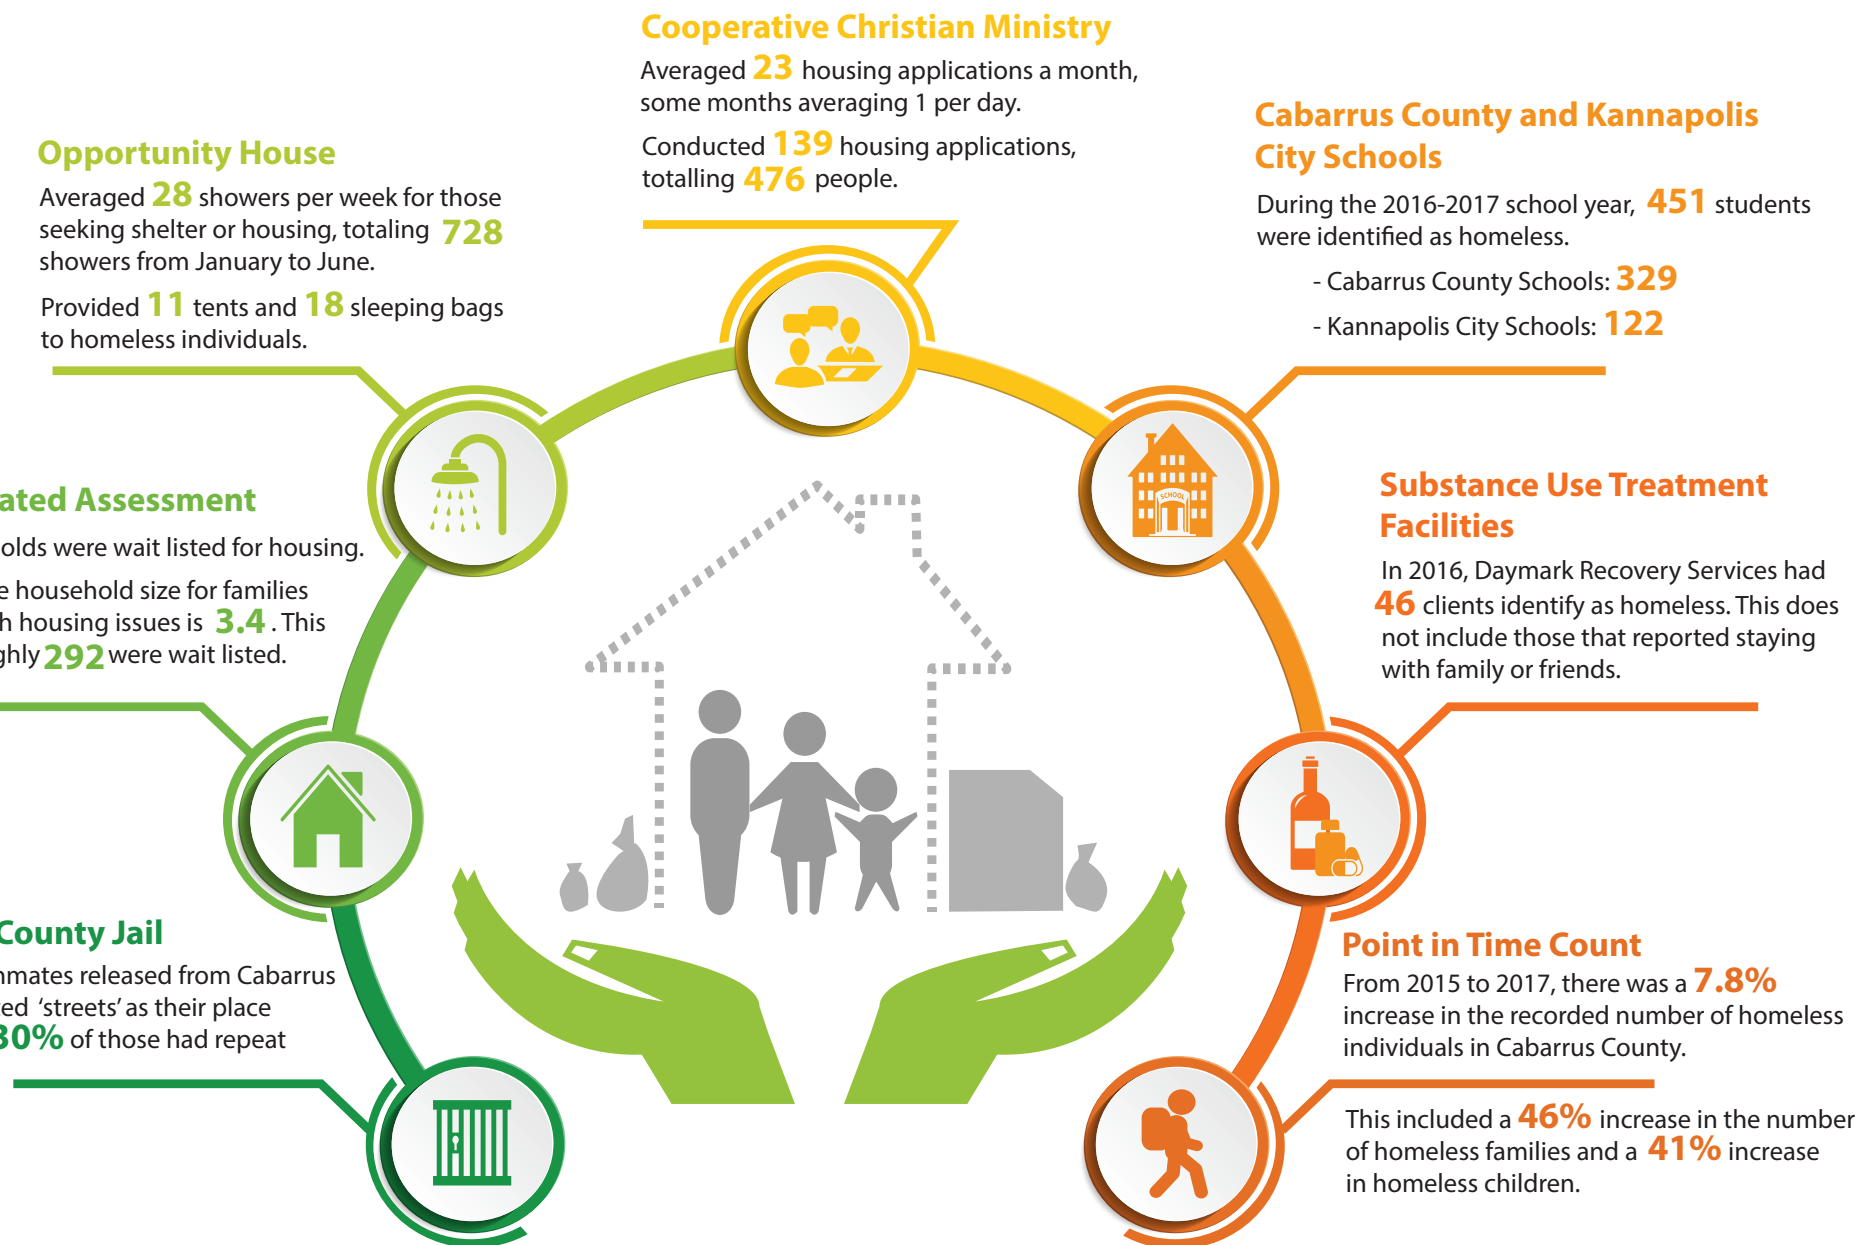 Cooperative Christian Ministry
Averaged 23 housing applications a month,
some months averaging 1 per day.
Conducted 139 housing applications,
totalling 476 people.
Opportunity House
Averaged 28 showers per week for those
seeking shelter or housing, totaling 728
showers from January to June.
Provided 11 tents and 18 sleeping bags
to homeless individuals.
Cabarrus County and Kannapolis
City Schools
During the 2016-2017 school year, 451 students
were identified as homeless.
- Cabarrus County Schools: 329
- Kannapolis City Schools: 122
SCHOOL
Assessment
were wait listed for housing.
household size for families
housing issues is 3.4 . This
292 were wait listed.
Substance Use Treatment
Facilities
In 2016, Daymark Recovery Services had
46 clients identify as homeless. This does
not include those that reported staying
with family or friends.
County Jail
released from Cabarrus
'streets' as their place
30% of those had repeat
Point in Time Count
From 2015 to 2017, there was a 7.8%
increase in the recorded number of homeless
individuals in Cabarrus County.
This included a 46% increase in the number
of homeless families and a 41% increase
in homeless children.